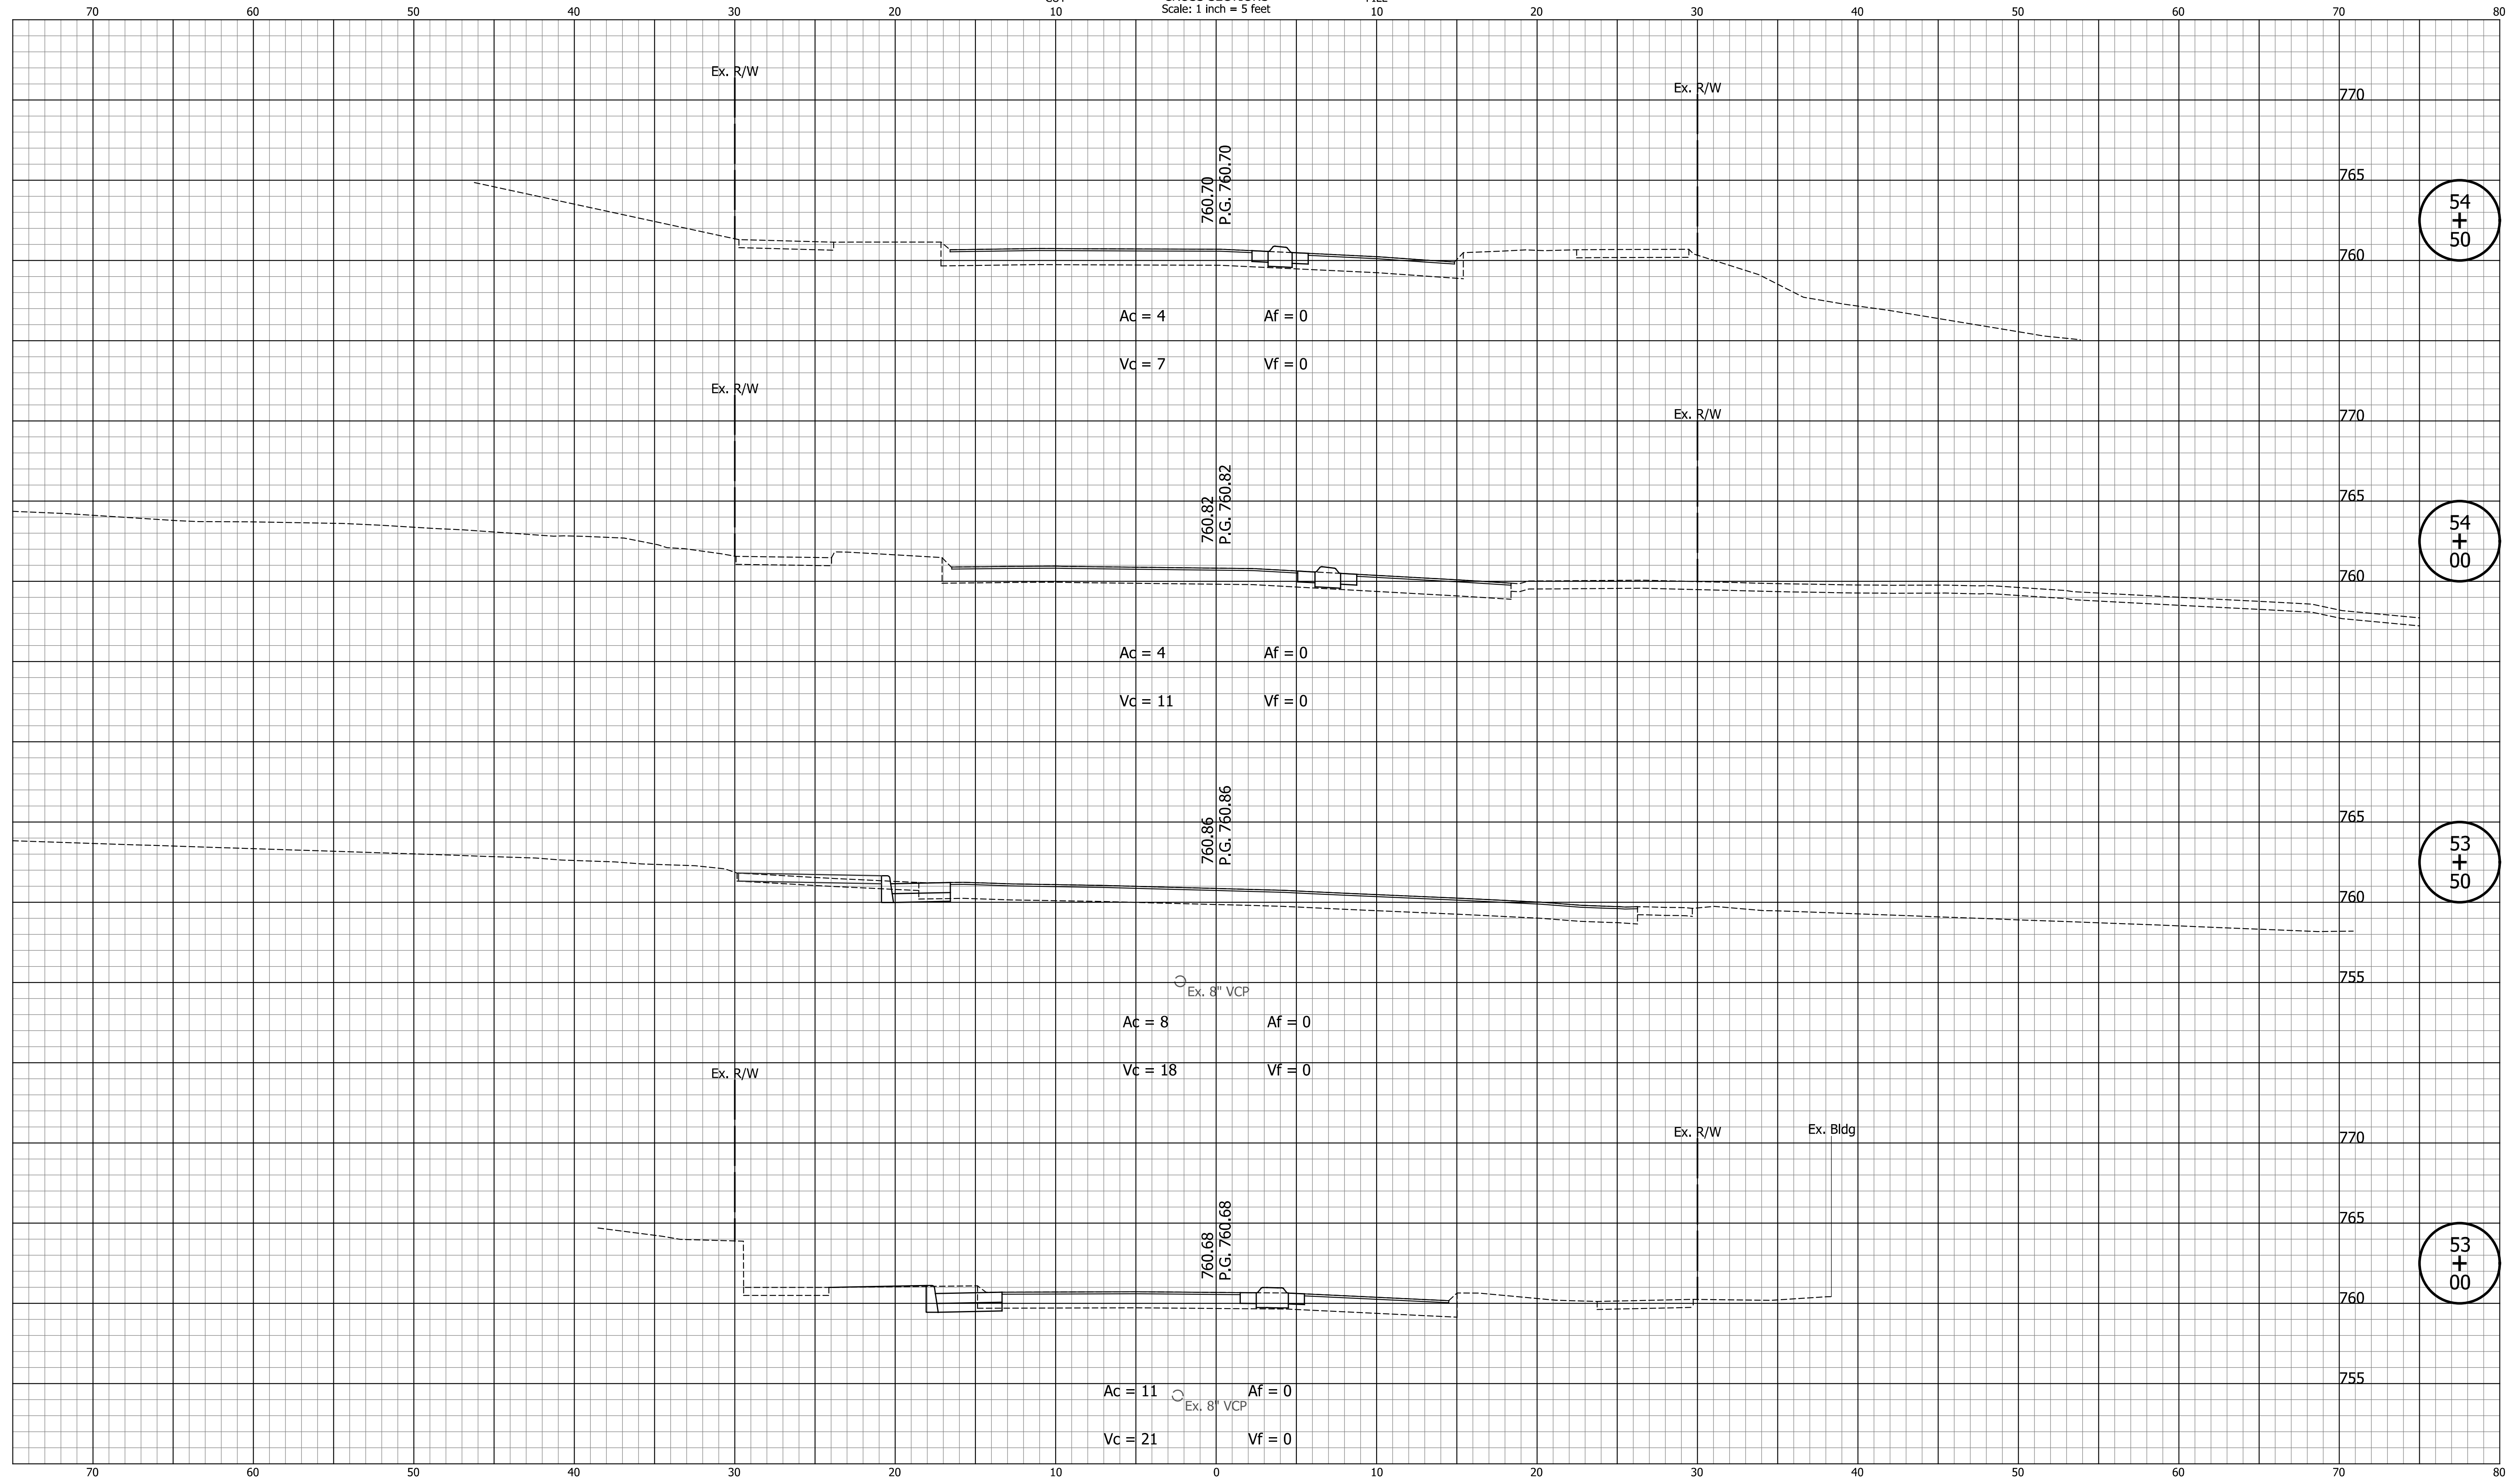 Scale: 1 inch = 5 feet
70 60 50 40 30 20 10 10 20 30 40 50 60 70 80
Ex. R/W
Ex. R/W
770
765
760
760.70
P.G. 760.70
54
+
50
Ac = 4 Af = 0
Vc = 7 Vf = 0
Ex. R/W
Ex. R/W
770
765
760
760.82
P.G. 760.82
54
+
00
Ac = 4 Af = 0
Vc = 11 Vf = 0
765
760
755
760.86
P.G. 760.86
53
+
50
Ex. 8" VCP
Ac = 8 Af = 0
Vc = 18 Vf = 0
Ex. R/W
Ex. R/W
Ex. Bldg
770
765
760
755
760.68
P.G. 760.68
53
+
00
Ac = 11 Af = 0
Ex. 8" VCP
Vc = 21 Vf = 0
70 60 50 40 30 20 10 0 10 20 30 40 50 60 70 80